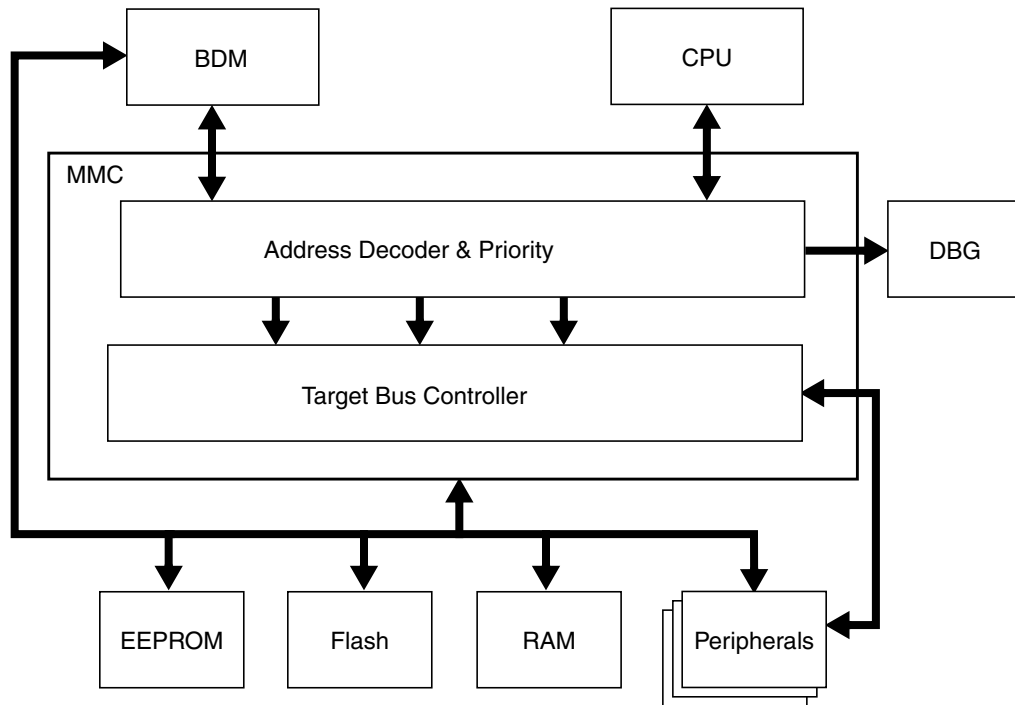 BDM
CPU
MMC
Address Decoder & Priority
DBG
Target Bus Controller
EEPROM
Flash
RAM
Peripherals